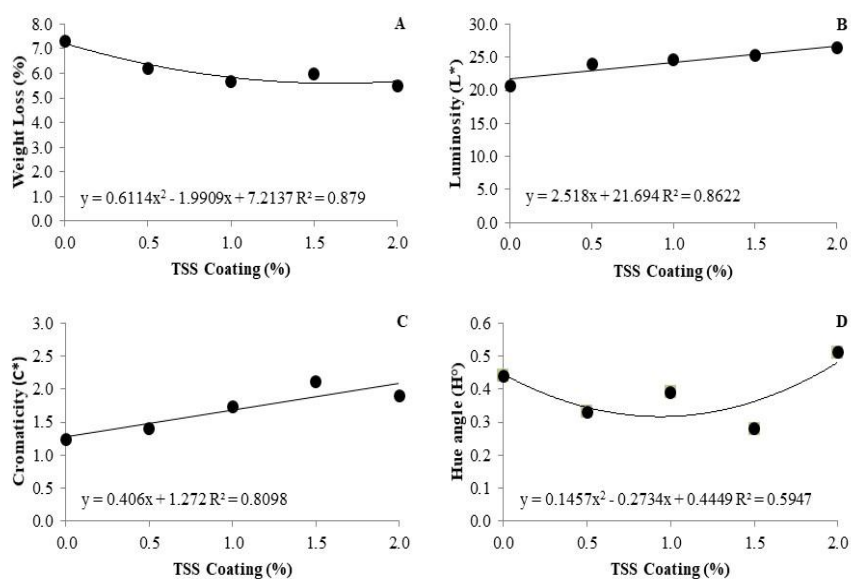 A
Weight Loss (%)
8.0
7.0
6.0
5.0
4.0
3.0
2.0
1.0
0.0
y = 0.6114x² - 1.9909x + 7.2137 R² = 0.879
0.0 0.5 1.0 1.5 2.0
TSS Coating (%)
B
Luminosity (L*)
30.0
25.0
20.0
15.0
10.0
5.0
0.0
y = 2.518x + 21.694 R² = 0.8622
0.0 0.5 1.0 1.5 2.0
TSS Coating (%)
C
Cromaticity (C*)
3.0
2.5
2.0
1.5
1.0
0.5
0.0
y = 0.406x + 1.272 R² = 0.8098
0.0 0.5 1.0 1.5 2.0
TSS Coating (%)
D
Hue angle (H°)
0.6
0.5
0.4
0.3
0.2
0.1
0.0
y = 0.1457x² - 0.2734x + 0.4449 R² = 0.5947
0.0 0.5 1.0 1.5 2.0
TSS Coating (%)